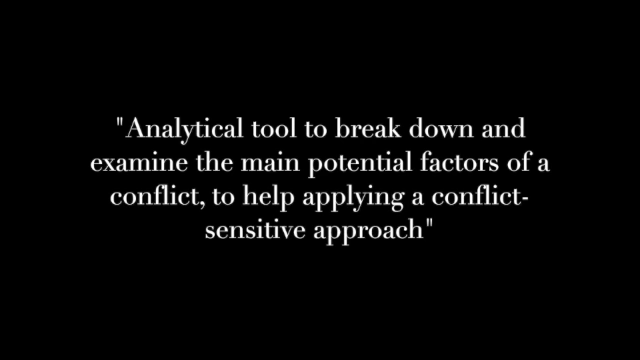 "Analytical tool to break down and
examine the main potential factors of a
conflict, to help applying a conflict-
sensitive approach"